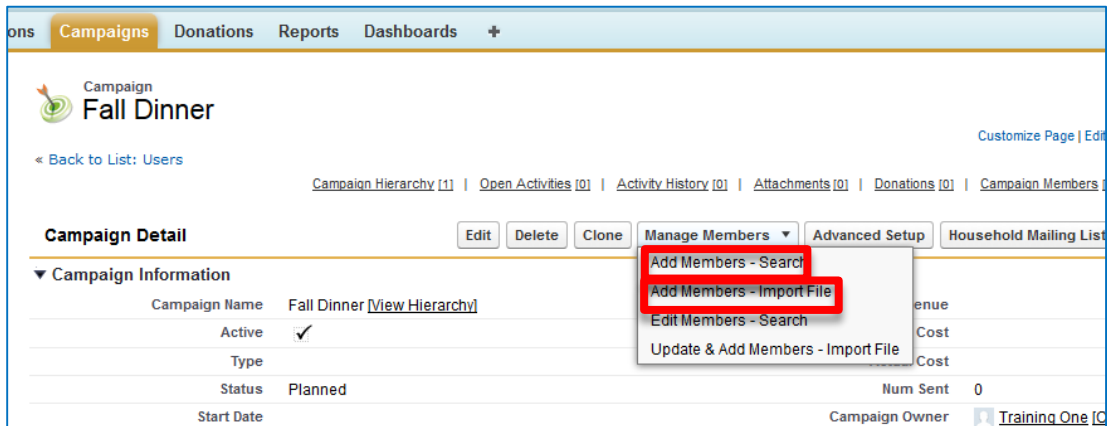 ons Campaigns Donations Reports Dashboards +
Campaign
Fall Dinner
Customize Page | Edit
« Back to List: Users
Campaign Hierarchy [1] | Open Activities [0] | Activity History [0] | Attachments [0] | Donations [0] | Campaign Members [
Campaign Detail Edit Delete Clone Manage Members ▼ Advanced Setup Household Mailing List
Add Members - Search
▼ Campaign Information
Add Members - Import File
Campaign Name Fall Dinner [View Hierarchy] enue
Edit Members - Search
Active ✓ Cost
Update & Add Members - Import File
Type Cost
Status Planned Num Sent 0
Start Date Campaign Owner Training One [C